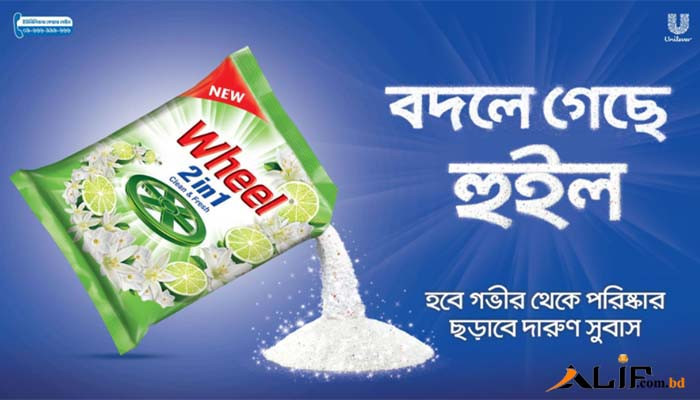 Unilever
বদলে গেছে
হুইল
NEW
Wheel
2in1
Clean & Fresh
হবে গভীর থেকে পরিষ্কার
ছড়াবে দারুণ সুবাস
ALIF.com.bd